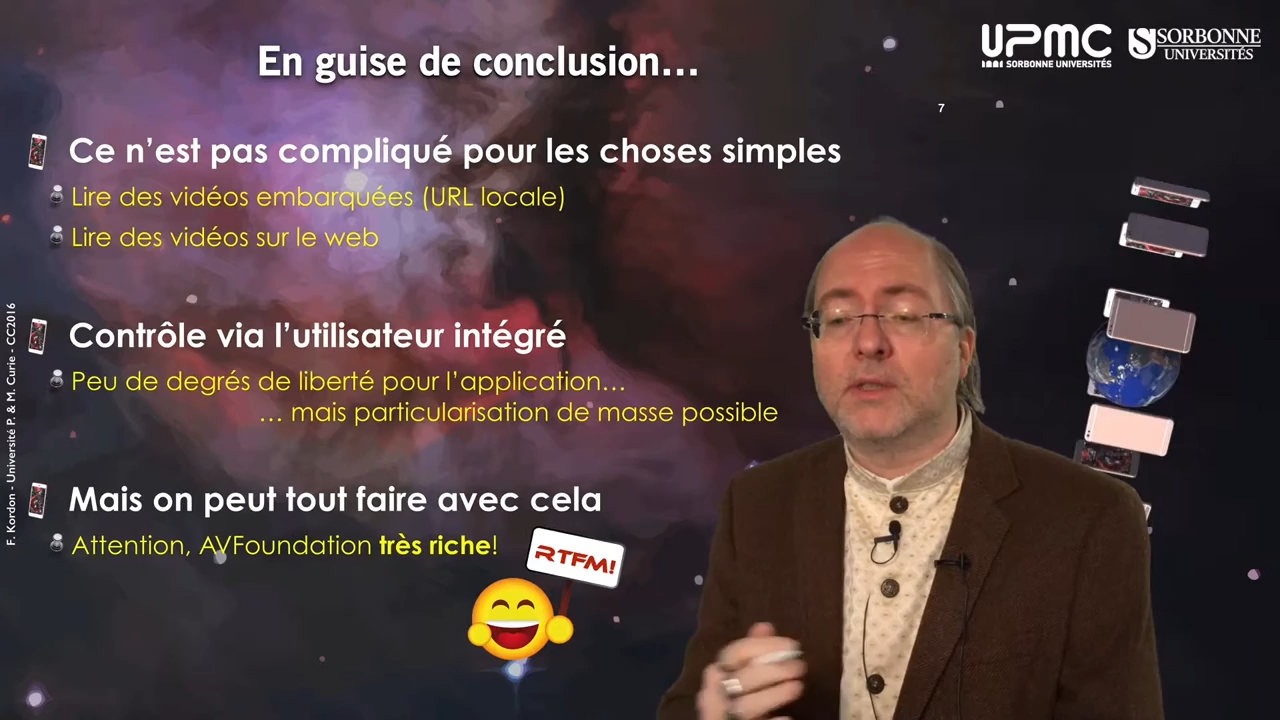 En guise de conclusion...
UPMC
SORBONNE UNIVERSITÉS
SORBONNE
UNIVERSITÉS
7
Ce n'est pas compliqué pour les choses simples
Lire des vidéos embarquées (URL locale)
Lire des vidéos sur le web
Contrôle via l'utilisateur intégré
Peu de degrés de liberté pour l'application...
... mais particularisation de masse possible
Mais on peut tout faire avec cela
Attention, AVFoundation très riche!
RTFM!
F. Kordon - Université P. & M. Curie - CC2016